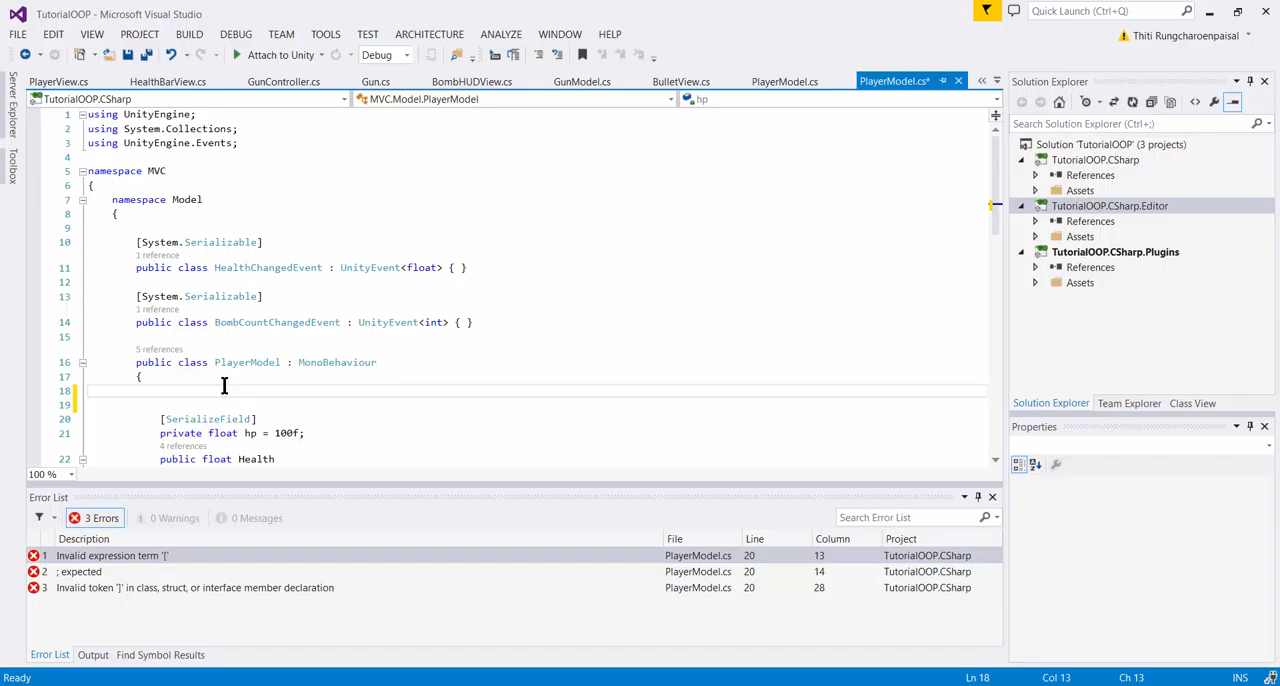 TutorialOOP - Microsoft Visual Studio
Quick Launch (Ctrl+Q)
FILE EDIT VIEW PROJECT BUILD DEBUG TEAM TOOLS TEST ARCHITECTURE ANALYZE WINDOW HELP
Thiti Rungcharoenpaisal
Attach to Unity Debug
Server Explorer
Toolbox
PlayerView.cs HealthBarView.cs GunController.cs Gun.cs BombHUDView.cs GunModel.cs BulletView.cs PlayerModel.cs PlayerModel.cs*
TutorialOOP.CSharp MVC.Model.PlayerModel hp
1 using UnityEngine;
2 using System.Collections;
3 using UnityEngine.Events;
4
5 namespace MVC
6 {
7 namespace Model
8 {
9
10 [System.Serializable]
1 reference
11 public class HealthChangedEvent : UnityEvent<float> { }
12
13 [System.Serializable]
1 reference
14 public class BombCountChangedEvent : UnityEvent<int> { }
15
5 references
16 public class PlayerModel : MonoBehaviour
17 {
18
19
20 [SerializeField]
21 private float hp = 100f;
4 references
22 public float Health
100 %
Solution Explorer
Search Solution Explorer (Ctrl+;)
Solution 'TutorialOOP' (3 projects)
TutorialOOP.CSharp
References
Assets
TutorialOOP.CSharp.Editor
References
Assets
TutorialOOP.CSharp.Plugins
References
Assets
Solution Explorer Team Explorer Class View
Properties
Error List
3 Errors 0 Warnings 0 Messages
Search Error List
Description File Line Column Project
1 Invalid expression term '[' PlayerModel.cs 20 13 TutorialOOP.CSharp
2 ; expected PlayerModel.cs 20 14 TutorialOOP.CSharp
3 Invalid token ']' in class, struct, or interface member declaration PlayerModel.cs 20 28 TutorialOOP.CSharp
Error List Output Find Symbol Results
Ready Ln 18 Col 13 Ch 13 INS